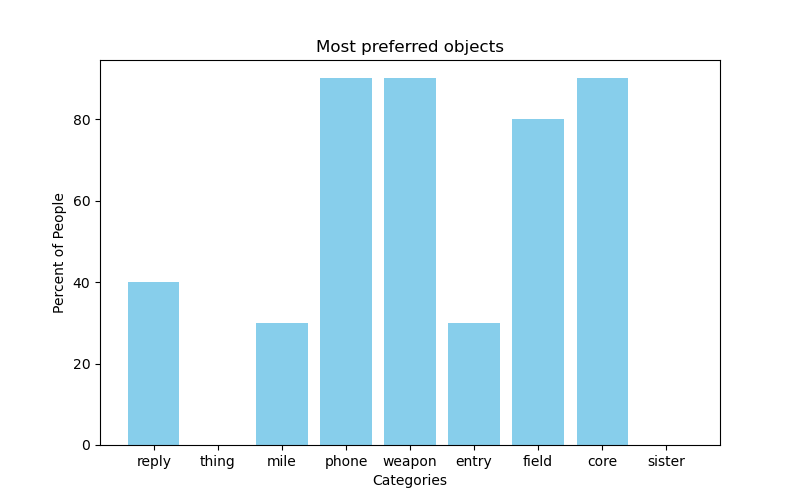 Most preferred objects
Percent of People
80
60
40
20
0
reply thing mile phone weapon entry field core sister
Categories